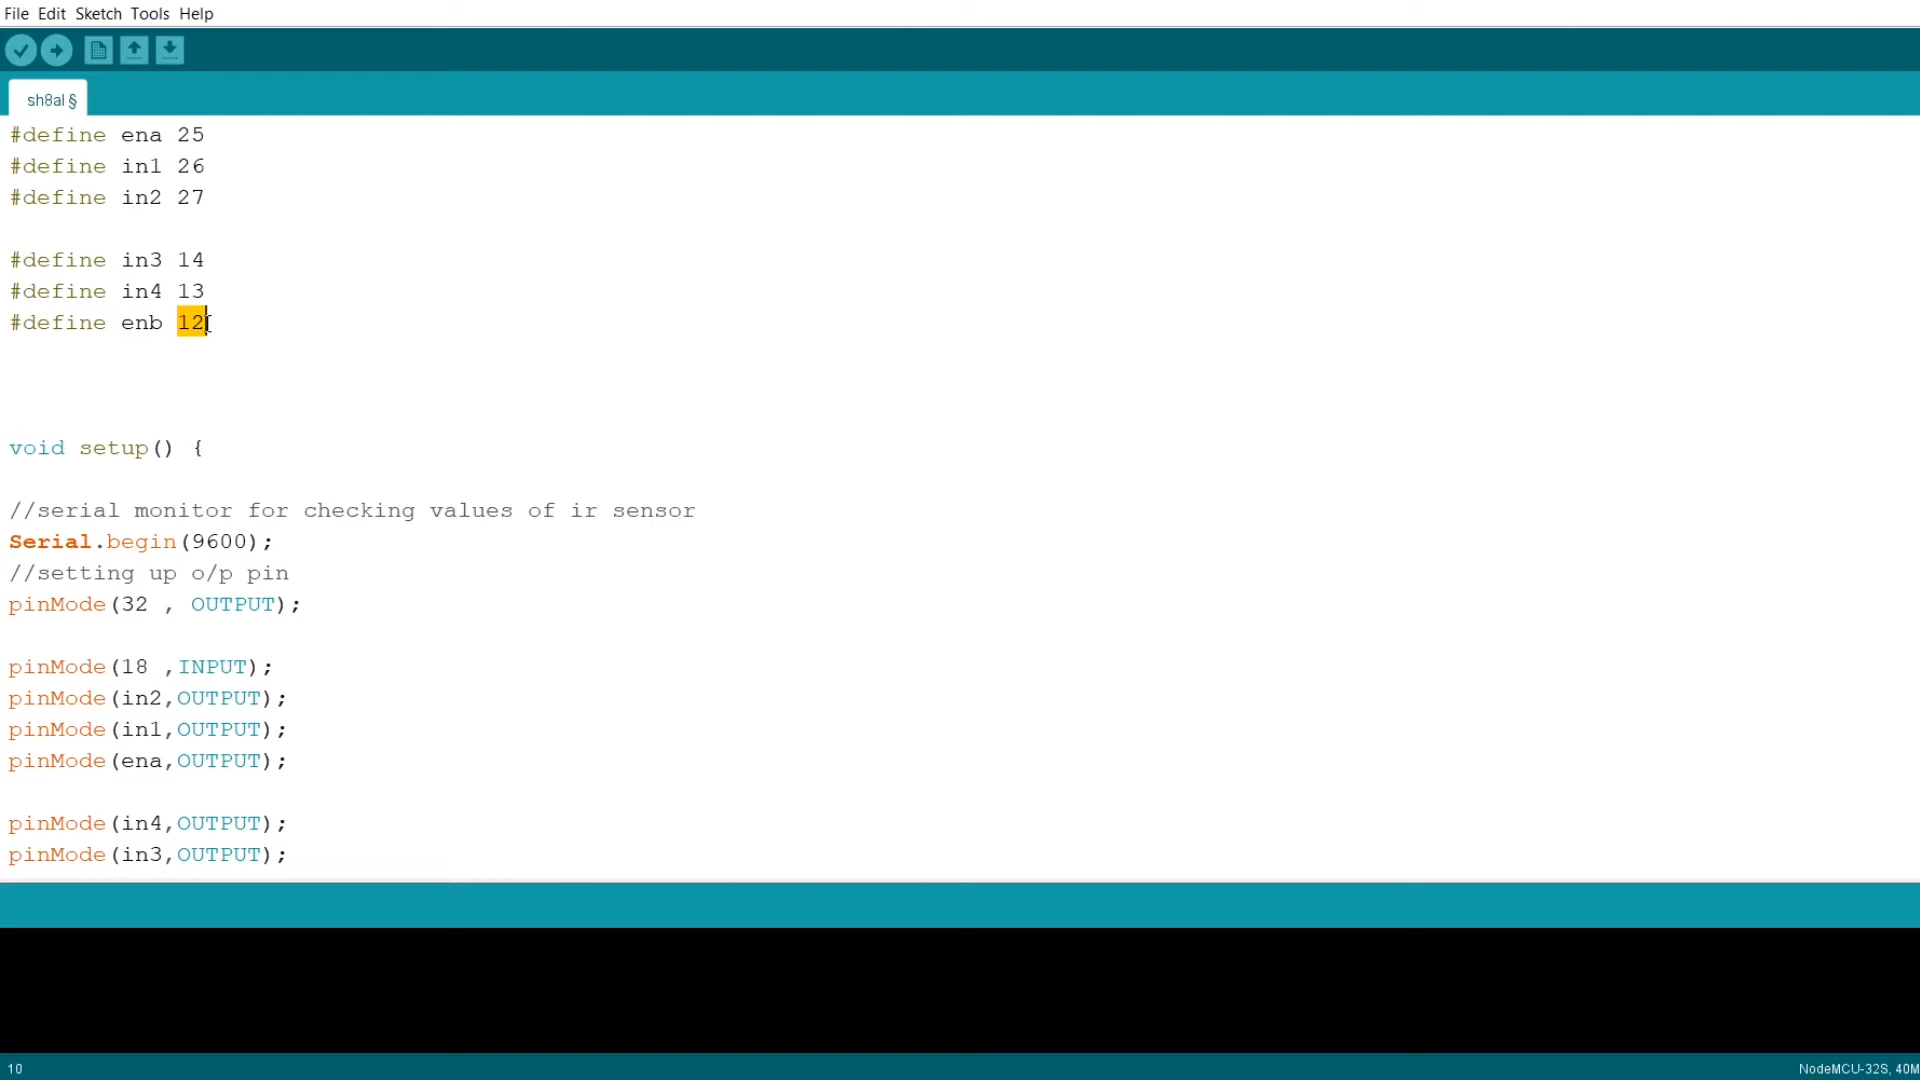 File Edit Sketch Tools Help
sh8al §
#define ena 25
#define in1 26
#define in2 27
#define in3 14
#define in4 13
#define enb 12
void setup() {
//serial monitor for checking values of ir sensor
Serial.begin(9600);
//setting up o/p pin
pinMode(32 , OUTPUT);
pinMode(18 ,INPUT);
pinMode(in2,OUTPUT);
pinMode(in1,OUTPUT);
pinMode(ena,OUTPUT);
pinMode(in4,OUTPUT);
pinMode(in3,OUTPUT);
10
NodeMCU-32S, 40M